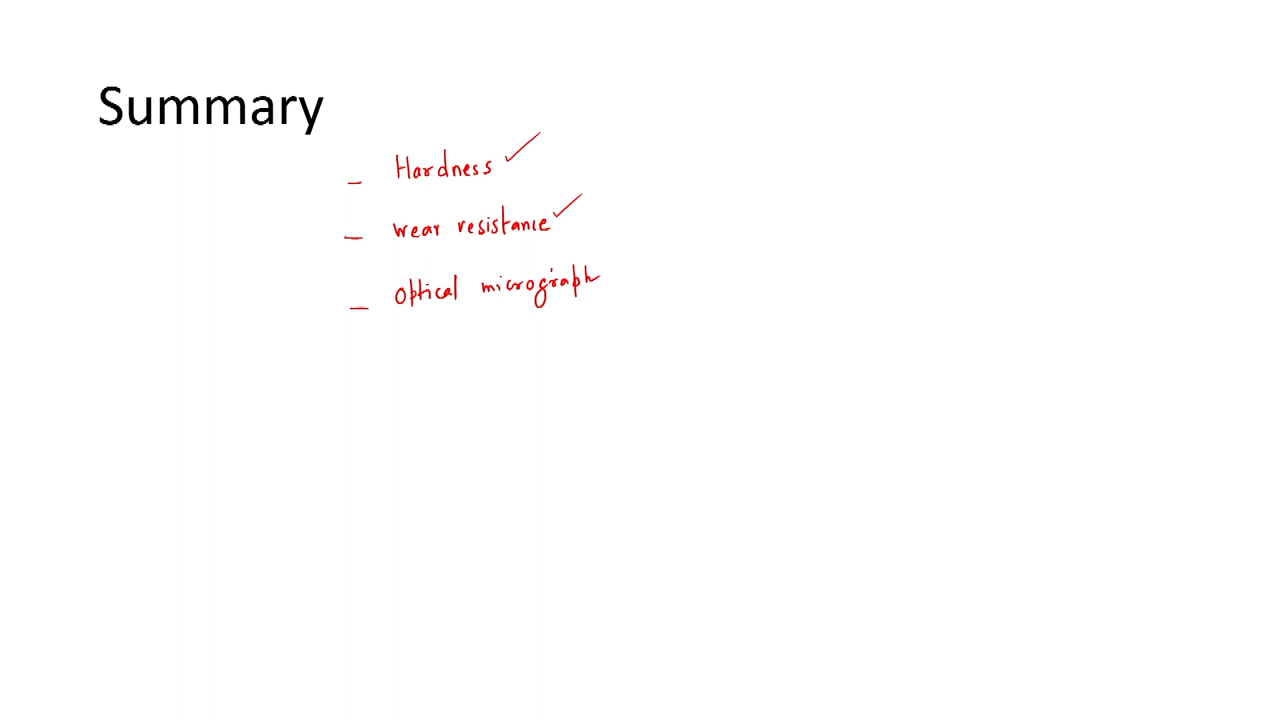 Summary
- Hardness ✓
- wear resistance ✓
- optical micrograph